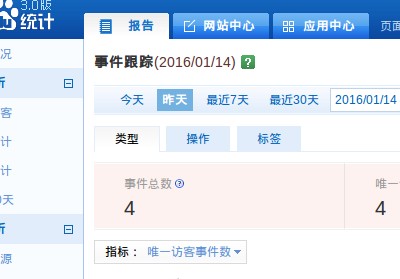 3.0版
统计
报告
网站中心
应用中心
页面
况
事件跟踪(2016/01/14) ?
昨天
今天
最近7天
最近30天
2016/01/14
客
类型
操作
标签
计
计
事件总数 ?
唯一
4
4
天
指标：
唯一访客事件数
源